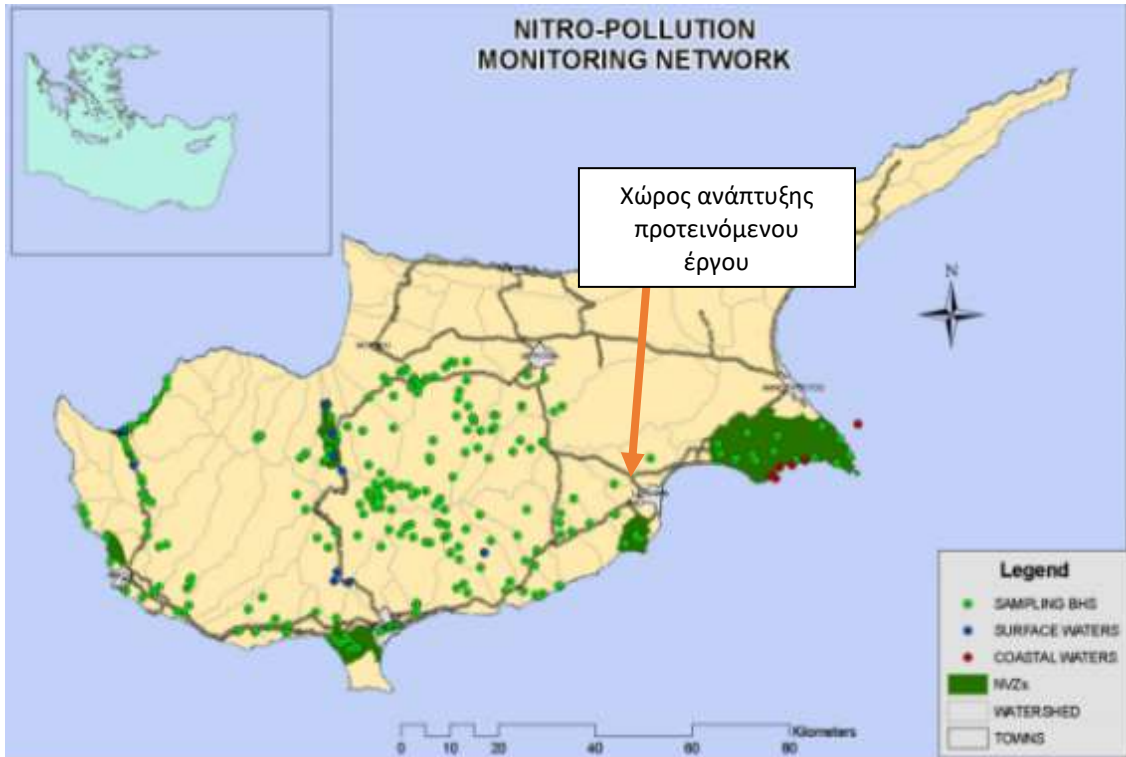 NITRO-POLLUTION
MONITORING NETWORK
Χώρος ανάπτυξης
προτεινόμενου
έργου
N
Legend
SAMPLING BHS
SURFACE WATERS
COASTAL WATERS
NVZs
WATERSHED
TOWNS
Kilometers
0 10 20 40 60 80